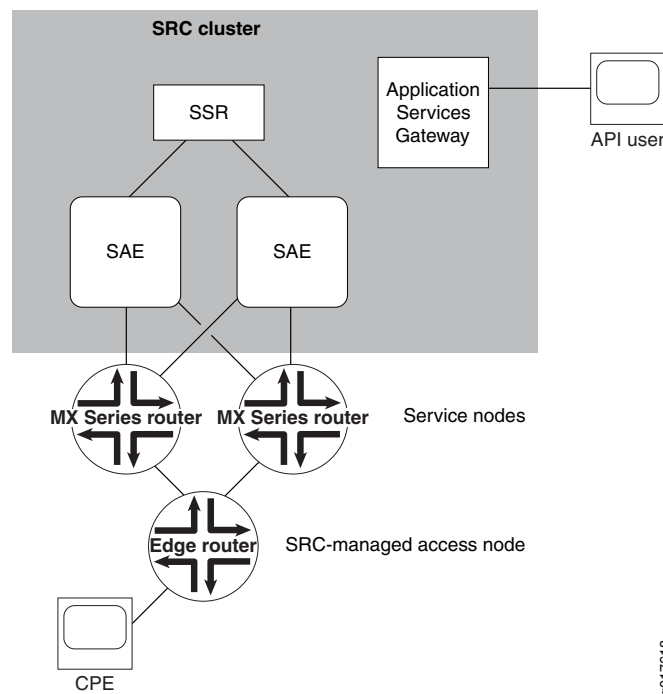 SRC cluster
SSR
Application
Services
Gateway
API user
SAE
SAE
MX Series router
MX Series router
Service nodes
Edge router
SRC-managed access node
CPE